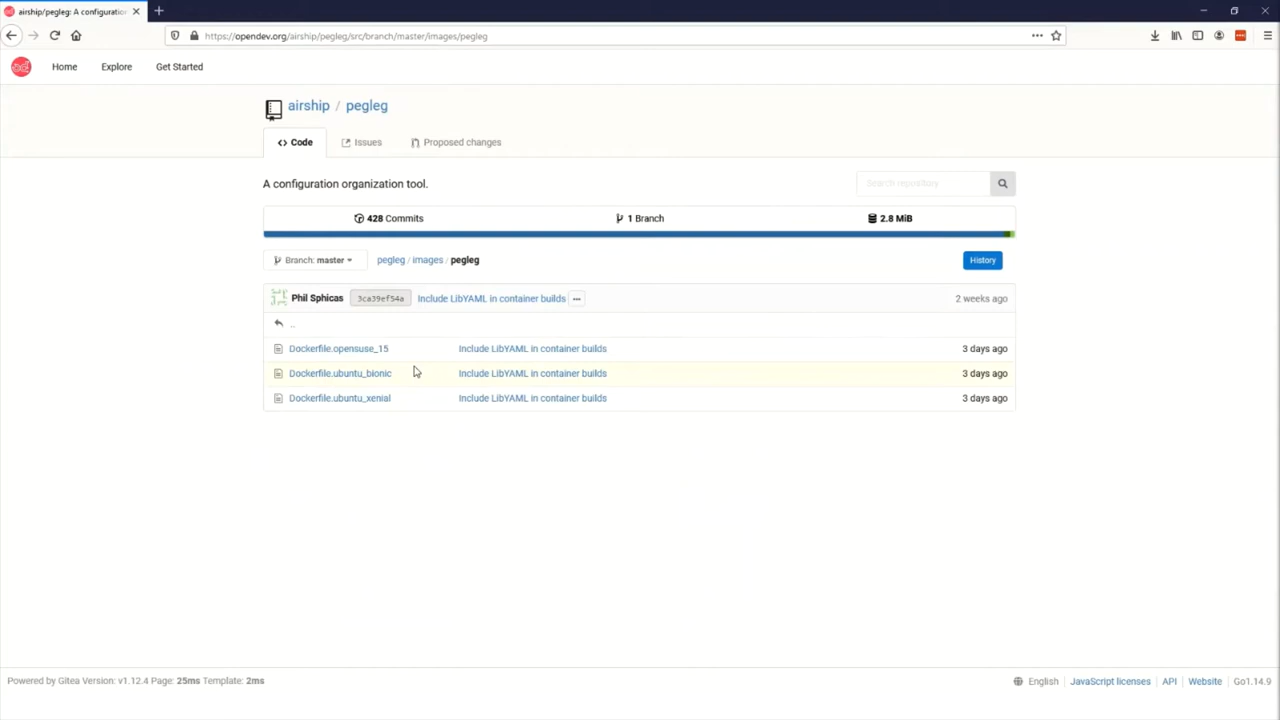 airship/pegleg: A configuratio
https://opendev.org/airship/pegleg/src/branch/master/images/pegleg
Home Explore Get Started
airship / pegleg
Code Issues Proposed changes
A configuration organization tool.
Search repository
428 Commits 1 Branch 2.8 MiB
Branch: master pegleg / images / pegleg History
Phil Sphicas 3ca39ef54a Include LibYAML in container builds ... 2 weeks ago
..
Dockerfile.opensuse_15 Include LibYAML in container builds 3 days ago
Dockerfile.ubuntu_bionic Include LibYAML in container builds 3 days ago
Dockerfile.ubuntu_xenial Include LibYAML in container builds 3 days ago
Powered by Gitea Version: v1.12.4 Page: 25ms Template: 2ms English JavaScript licenses API Website Go1.14.9